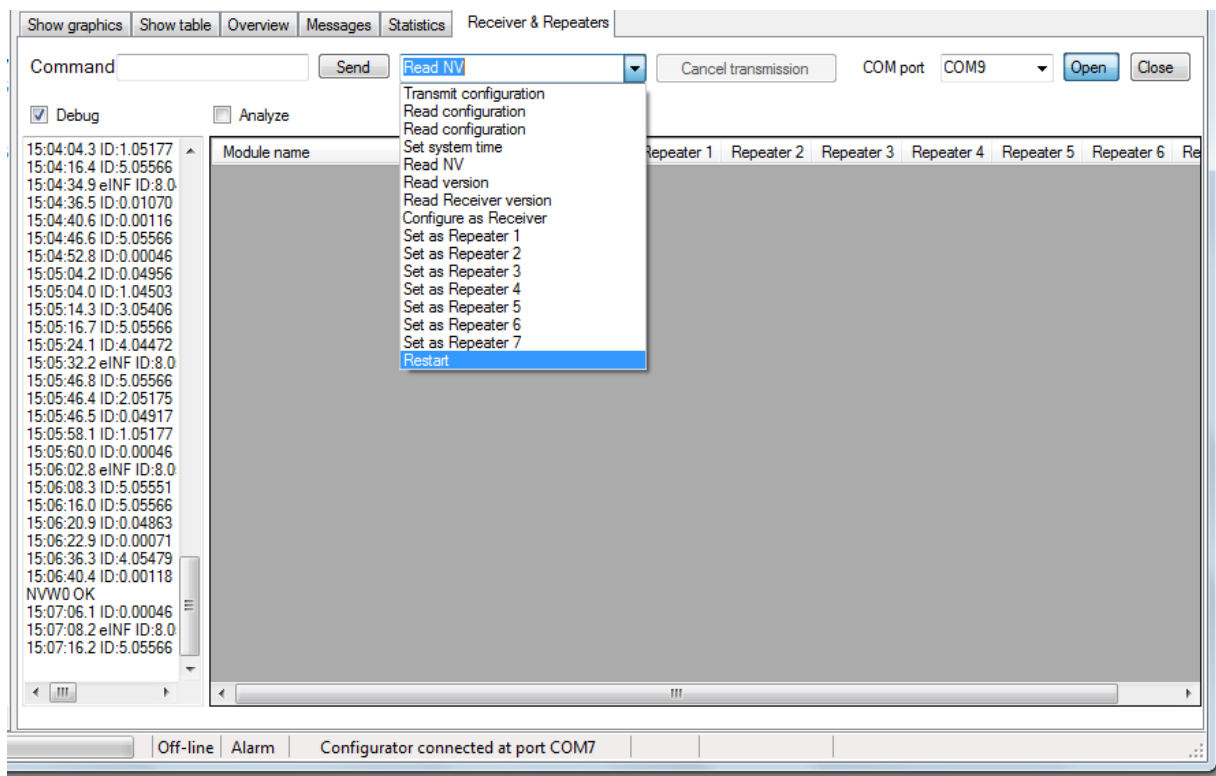 Show graphics Show table Overview Messages Statistics Receiver & Repeaters
Command Send Read NV Cancel transmission COM port COM9 Open Close
Debug Analyze
Transmit configuration
Read configuration
Read configuration
Set system time
Read NV
Read version
Read Receiver version
Configure as Receiver
Set as Repeater 1
Set as Repeater 2
Set as Repeater 3
Set as Repeater 4
Set as Repeater 5
Set as Repeater 6
Set as Repeater 7
Restart
Module name Repeater 1 Repeater 2 Repeater 3 Repeater 4 Repeater 5 Repeater 6 Re
15:04:04.3 ID:1.05177
15:04:16.4 ID:5.05566
15:04:34.9 eINF ID:8.0
15:04:36.5 ID:0.01070
15:04:40.6 ID:0.00116
15:04:46.6 ID:5.05566
15:04:52.8 ID:0.00046
15:05:04.2 ID:0.04956
15:05:04.0 ID:1.04503
15:05:14.3 ID:3.05406
15:05:16.7 ID:5.05566
15:05:24.1 ID:4.04472
15:05:32.2 eINF ID:8.0
15:05:46.8 ID:5.05566
15:05:46.4 ID:2.05175
15:05:46.5 ID:0.04917
15:05:58.1 ID:1.05177
15:05:60.0 ID:0.00046
15:06:02.8 eINF ID:8.0
15:06:08.3 ID:5.05551
15:06:16.0 ID:5.05566
15:06:20.9 ID:0.04863
15:06:22.9 ID:0.00071
15:06:36.3 ID:4.05479
15:06:40.4 ID:0.00118
NVW0 OK
15:07:06.1 ID:0.00046
15:07:08.2 eINF ID:8.0
15:07:16.2 ID:5.05566
Off-line Alarm Configurator connected at port COM7